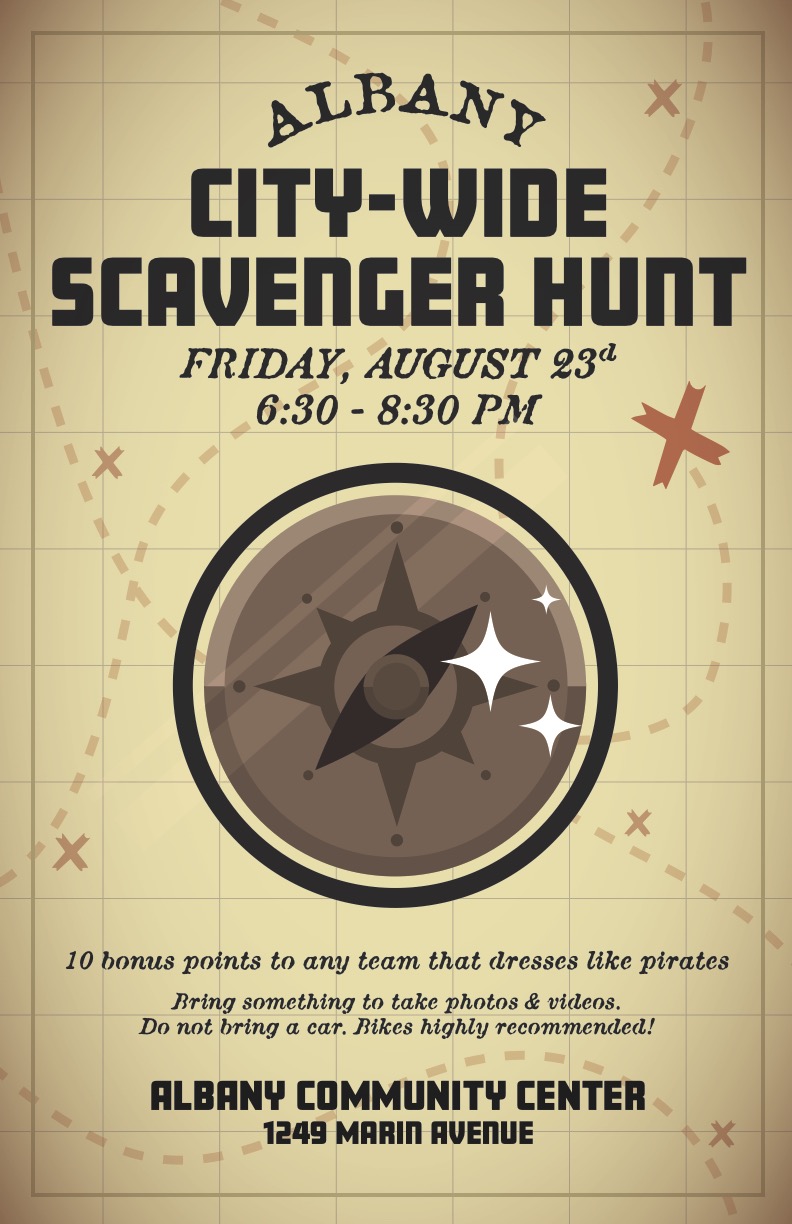 ALBANY
CITY-WIDE
SCAVENGER HUNT
FRIDAY, AUGUST 23d
6:30 - 8:30 PM
10 bonus points to any team that dresses like pirates
Bring something to take photos & videos.
Do not bring a car. Bikes highly recommended!
ALBANY COMMUNITY CENTER
1249 MARIN AVENUE